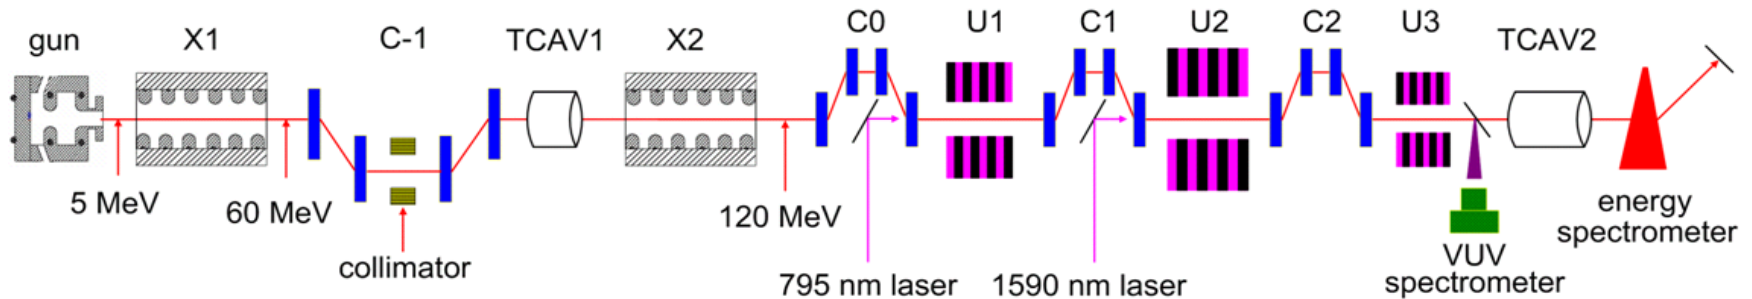 gun
X1
C-1
TCAV1
X2
C0
U1
C1
U2
C2
U3
TCAV2
5 MeV
60 MeV
collimator
120 MeV
795 nm laser
1590 nm laser
VUV
spectrometer
energy
spectrometer